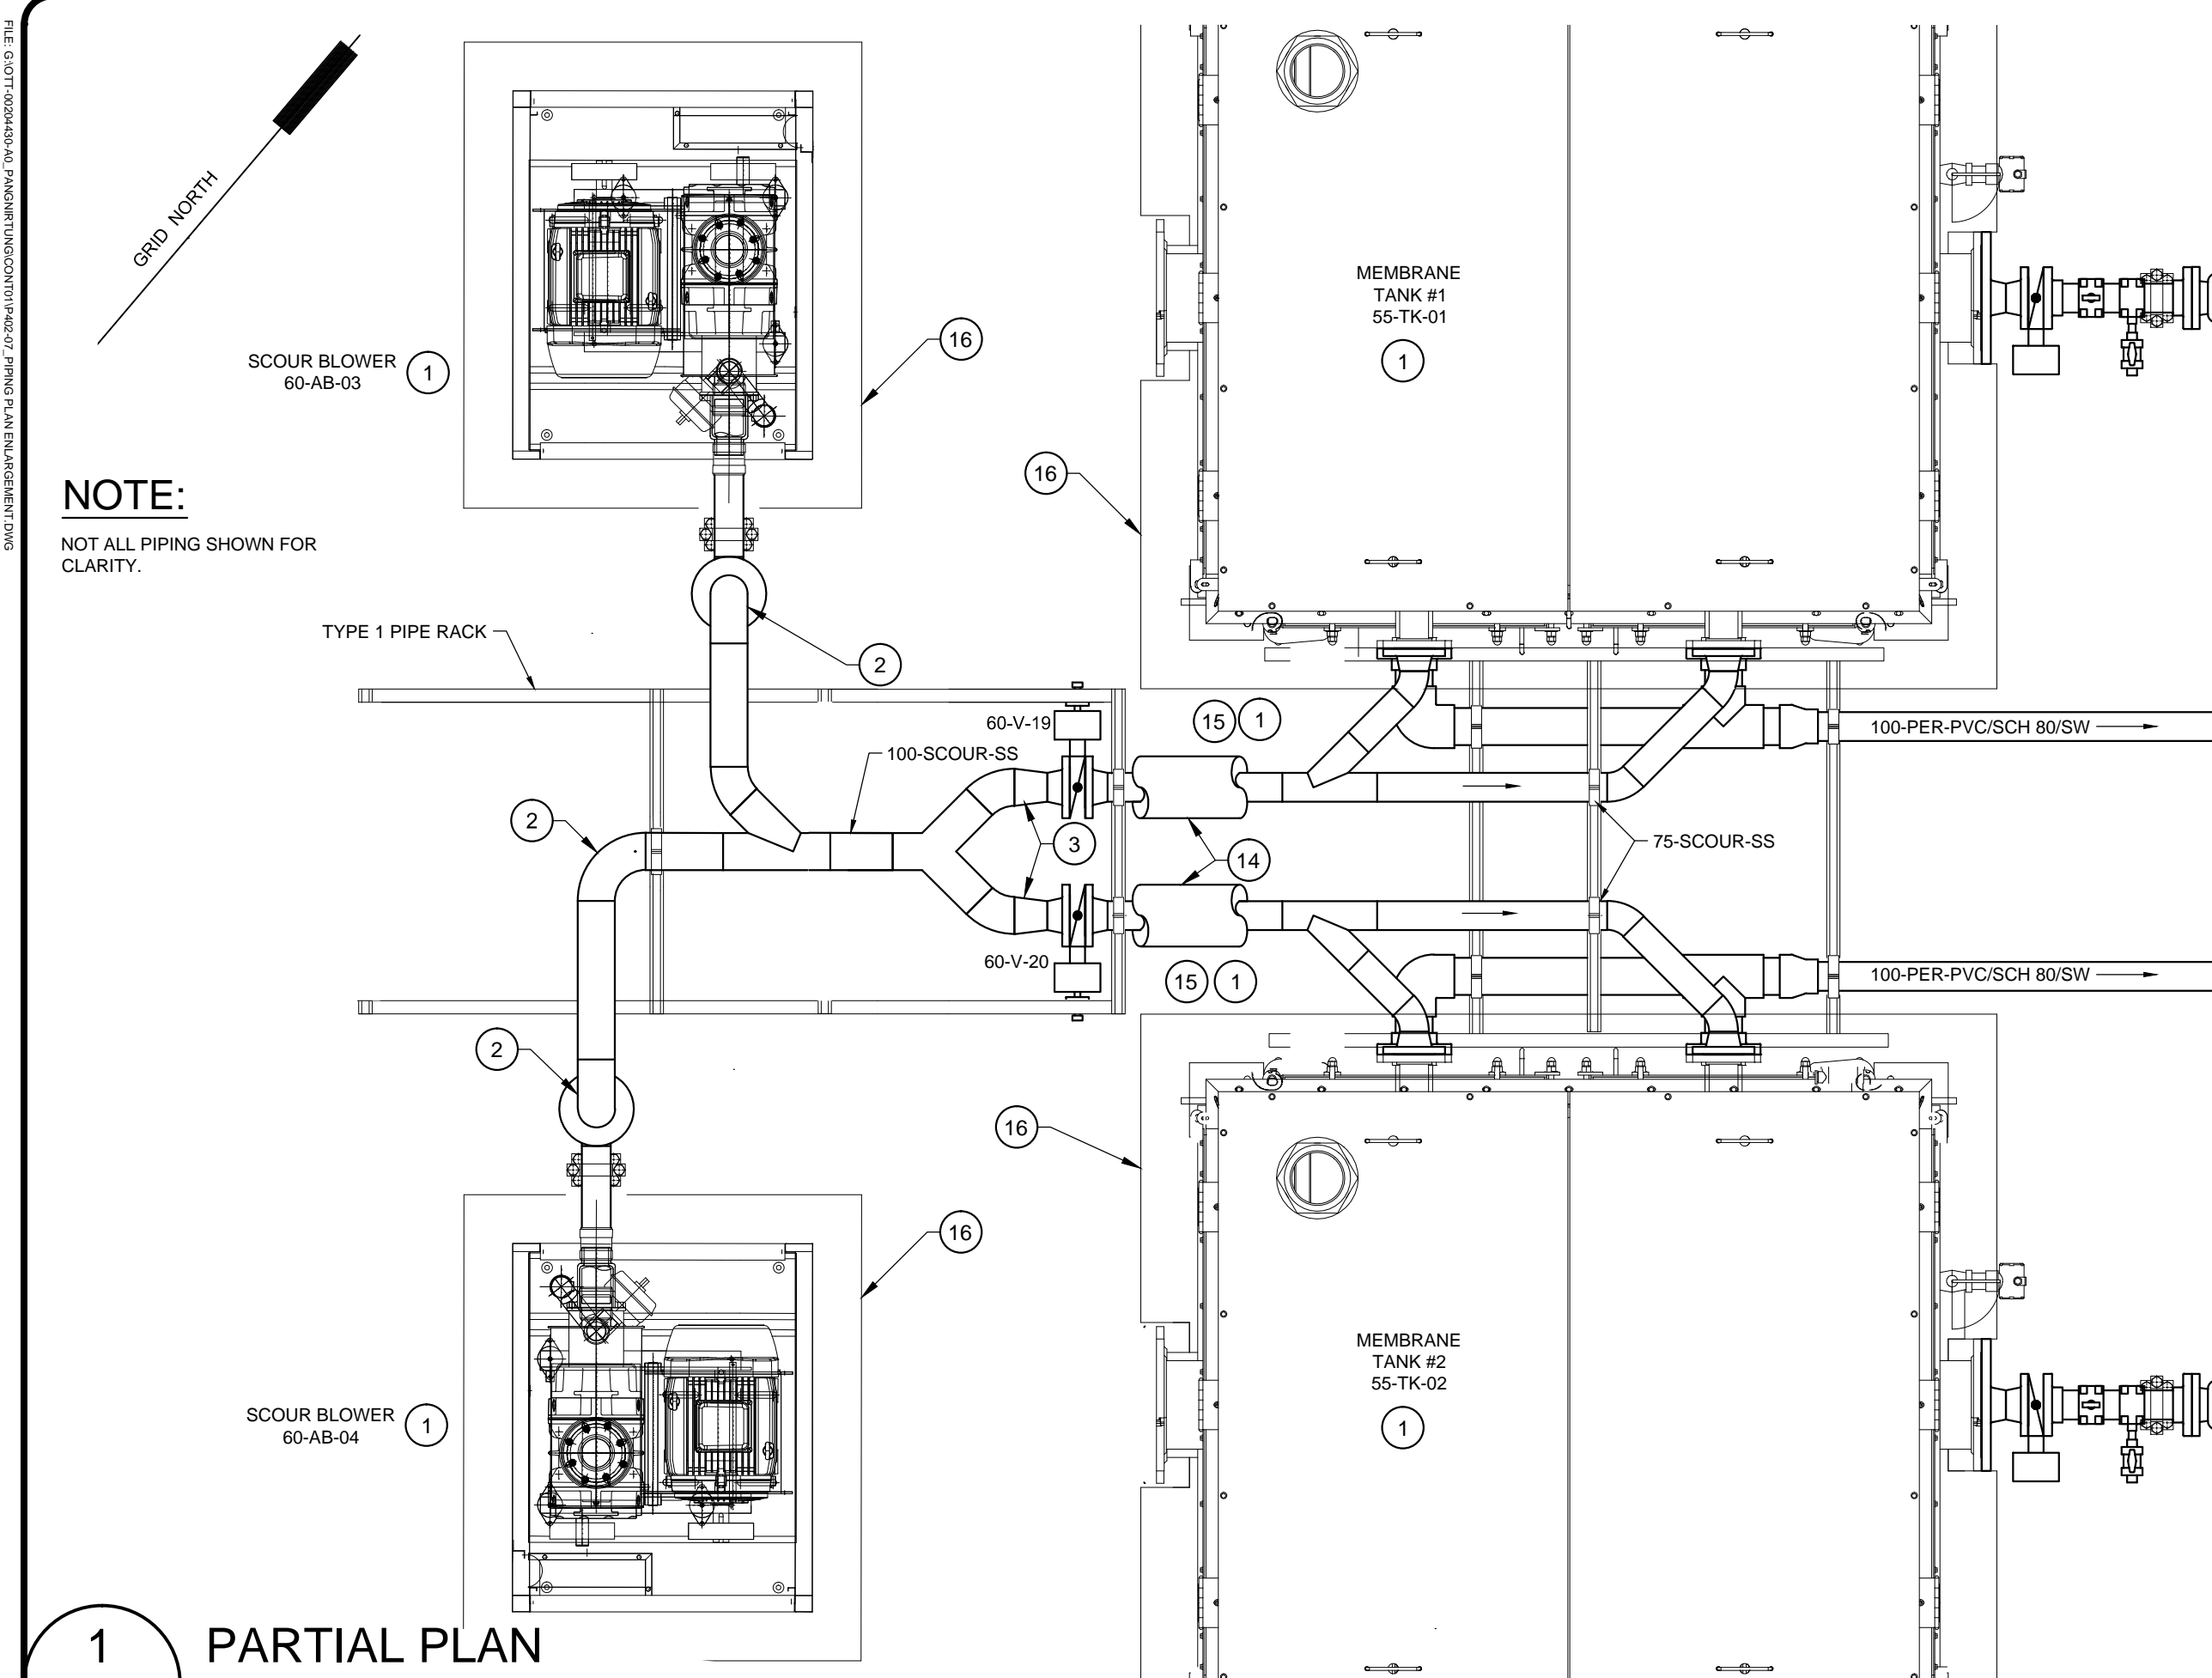 FILE: G:\OTT-00204430-A0_PANGNIRTUNG\CONT01\P402-07_PIPING PLAN ENLARGEMENT.DWG
GRID NORTH
SCOUR BLOWER
60-AB-03
1
16
NOTE:
NOT ALL PIPING SHOWN FOR
CLARITY.
MEMBRANE
TANK #1
55-TK-01
1
16
TYPE 1 PIPE RACK
2
60-V-19
15
1
100-PER-PVC/SCH 80/SW
100-SCOUR-SS
2
3
14
75-SCOUR-SS
60-V-20
15
1
100-PER-PVC/SCH 80/SW
2
16
16
MEMBRANE
TANK #2
55-TK-02
1
SCOUR BLOWER
60-AB-04
1
1
PARTIAL PLAN